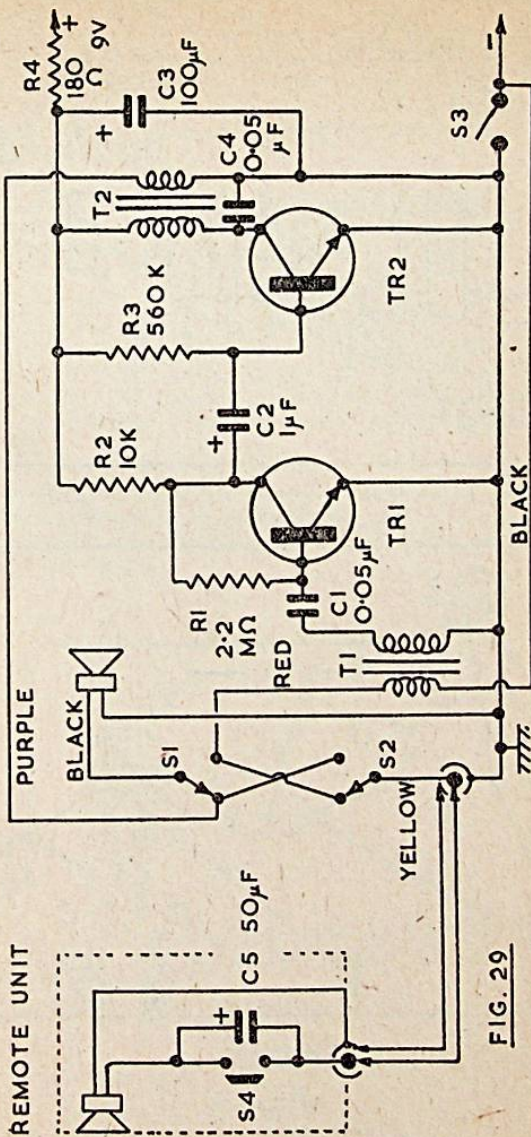 REMOTE UNIT
S4
C5 50μF
FIG. 29
PURPLE
BLACK
S1
S2
YELLOW
RED
R1
2·2
MΩ
T1
C1
0·05μF
TR1
R2
10K
+
C2
1μF
R3
560K
TR2
T2
C4
0·05
μF
+
C3
100μF
R4
180
Ω
+
9V
S3
BLACK
−
+